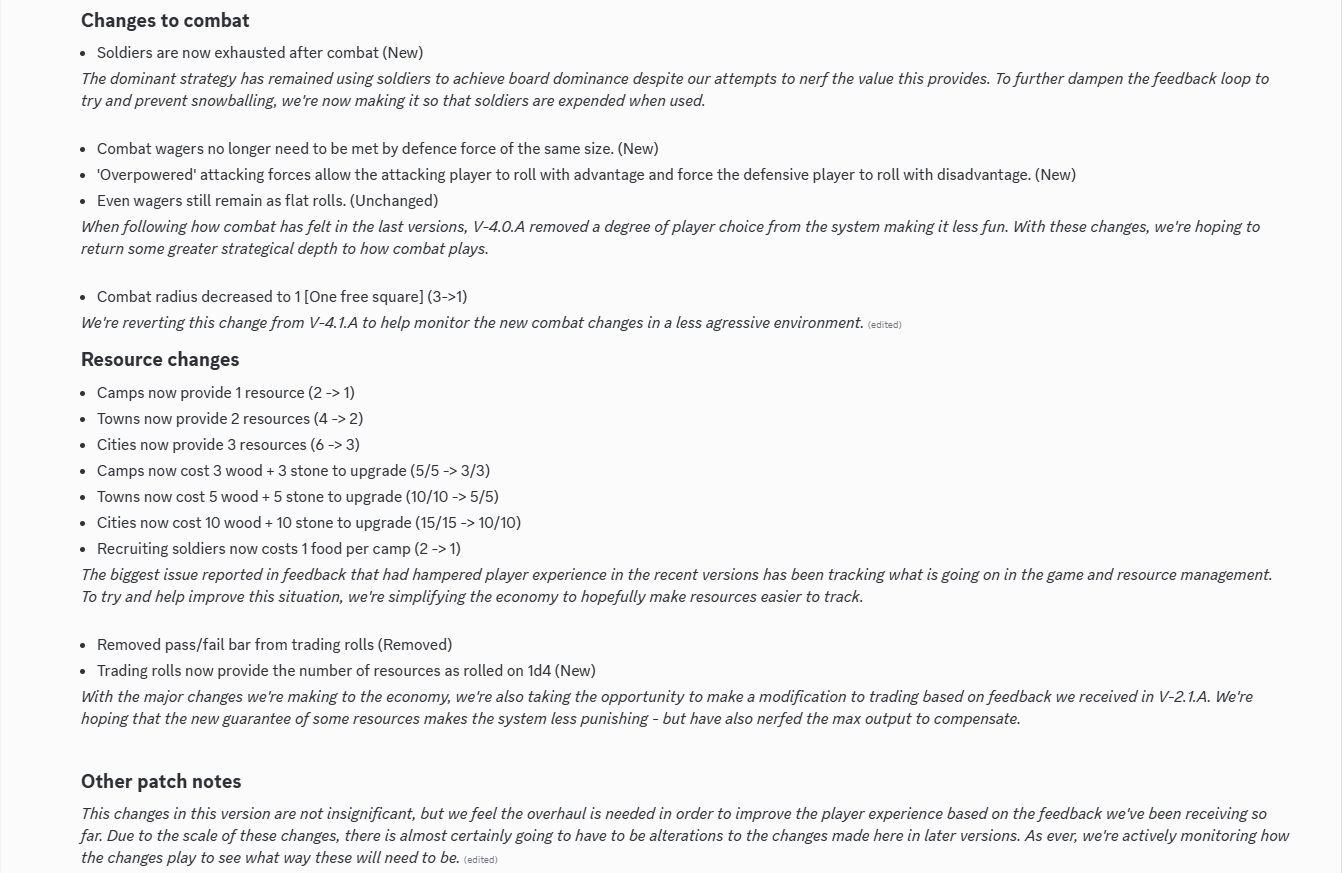 Changes to combat
• Soldiers are now exhausted after combat (New)
The dominant strategy has remained using soldiers to achieve board dominance despite our attempts to nerf the value this provides. To further dampen the feedback loop to
try and prevent snowballing, we're now making it so that soldiers are expended when used.
• Combat wagers no longer need to be met by defence force of the same size. (New)
• 'Overpowered' attacking forces allow the attacking player to roll with advantage and force the defensive player to roll with disadvantage. (New)
• Even wagers still remain as flat rolls. (Unchanged)
When following how combat has felt in the last versions, V-4.0.A removed a degree of player choice from the system making it less fun. With these changes, we're hoping to
return some greater strategical depth to how combat plays.
• Combat radius decreased to 1 [One free square] (3->1)
We're reverting this change from V-4.1.A to help monitor the new combat changes in a less agressive environment. (edited)
Resource changes
• Camps now provide 1 resource (2 -> 1)
• Towns now provide 2 resources (4 -> 2)
• Cities now provide 3 resources (6 -> 3)
• Camps now cost 3 wood + 3 stone to upgrade (5/5 -> 3/3)
• Towns now cost 5 wood + 5 stone to upgrade (10/10 -> 5/5)
• Cities now cost 10 wood + 10 stone to upgrade (15/15 -> 10/10)
• Recruiting soldiers now costs 1 food per camp (2 -> 1)
The biggest issue reported in feedback that had hampered player experience in the recent versions has been tracking what is going on in the game and resource management.
To try and help improve this situation, we're simplifying the economy to hopefully make resources easier to track.
• Removed pass/fail bar from trading rolls (Removed)
• Trading rolls now provide the number of resources as rolled on 1d4 (New)
With the major changes we're making to the economy, we're also taking the opportunity to make a modification to trading based on feedback we received in V-2.1.A. We're
hoping that the new guarantee of some resources makes the system less punishing - but have also nerfed the max output to compensate.
Other patch notes
This changes in this version are not insignificant, but we feel the overhaul is needed in order to improve the player experience based on the feedback we've been receiving so
far. Due to the scale of these changes, there is almost certainly going to have to be alterations to the changes made here in later versions. As ever, we're actively monitoring how
the changes play to see what way these will need to be. (edited)